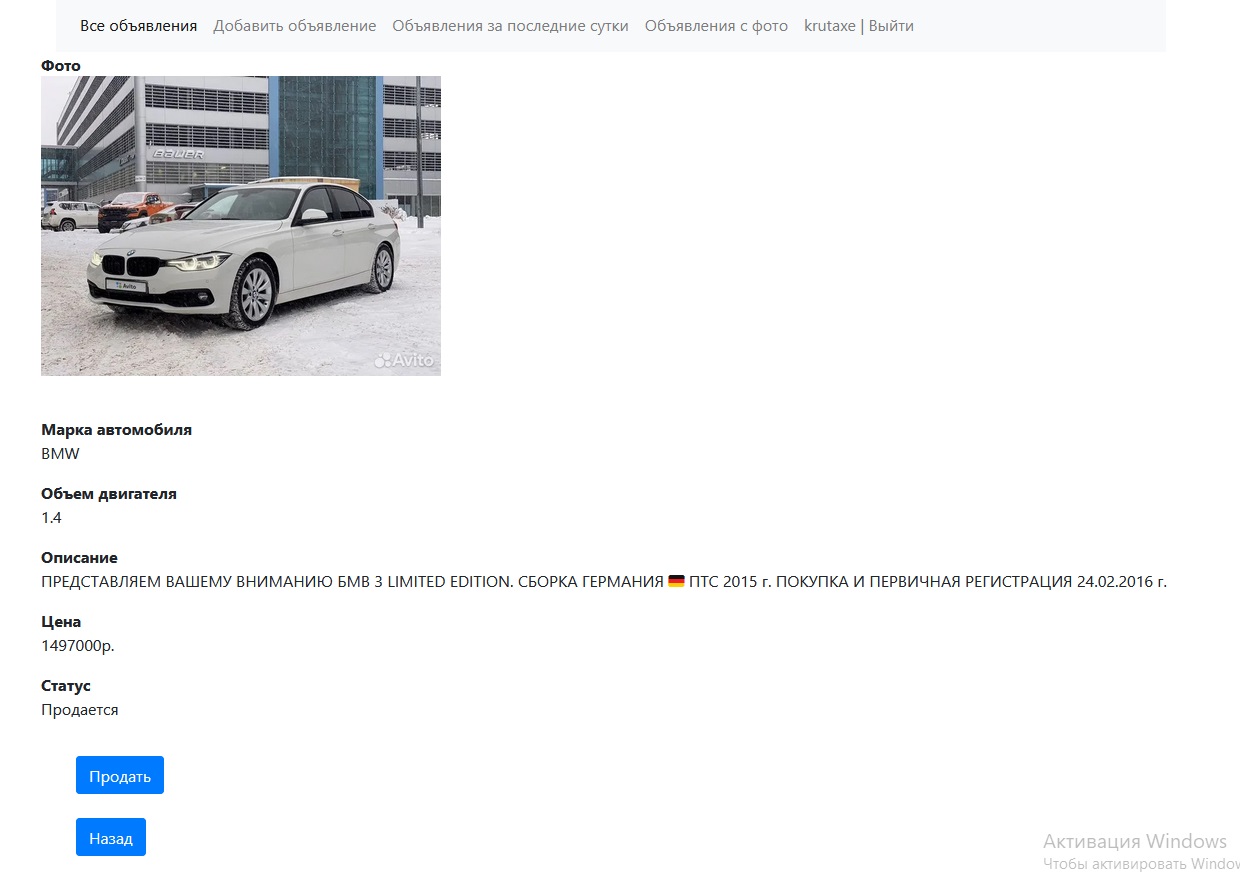 Все объявления Добавить объявление Объявления за последние сутки Объявления с фото krutaxe | Выйти
Фото
BAUER
Avito
Avito
Марка автомобиля
BMW
Объем двигателя
1.4
Описание
ПРЕДСТАВЛЯЕМ ВАШЕМУ ВНИМАНИЮ БМВ 3 LIMITED EDITION. СБОРКА ГЕРМАНИЯ 🇩🇪 ПТС 2015 г. ПОКУПКА И ПЕРВИЧНАЯ РЕГИСТРАЦИЯ 24.02.2016 г.
Цена
1497000р.
Статус
Продается
Продать
Назад
Активация Windows
Чтобы активировать Window